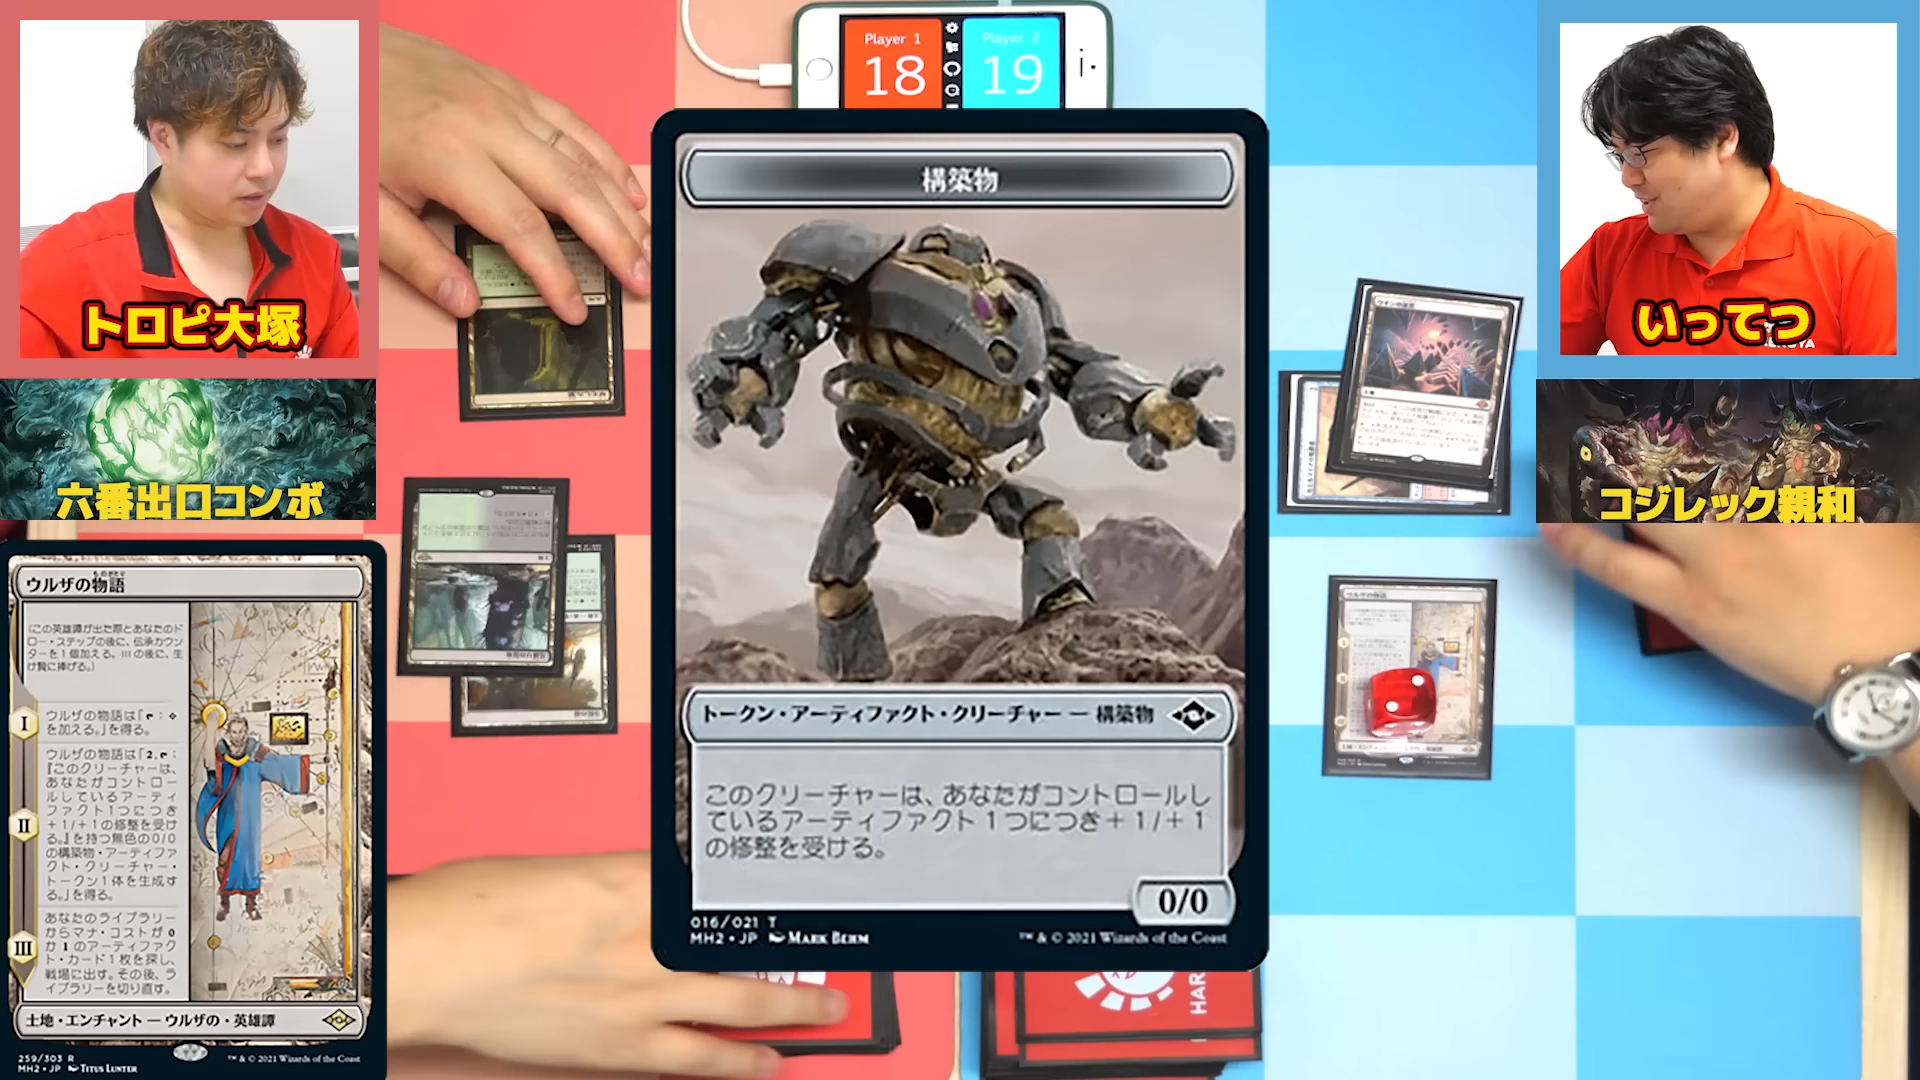 Player 1
18
Player 2
19
トロピ大塚
六番出口コンボ
いってつ
コジレック親和
構築物
トークン・アーティファクト・クリーチャー — 構築物
このクリーチャーは、あなたがコントロールし
ているアーティファクト1つにつき+1/+1
の修整を受ける。
0/0
016/021 T
MH2・JP MARK BEHM
™ & © 2021 Wizards of the Coast
ウルザの物語
ものがたり
(この英雄譚が出た際とあなたのド
ロー・ステップの後に、伝承カウン
ターを1個加える。IIIの後に、生
け贄に捧げる。)
I
ウルザの物語は「:
を加える。」を得る。
II
ウルザの物語は「2,:
『このクリーチャーは、
あなたがコントロー
ルしているアーティ
ファクト1つにつき
+1/+1の修整を受け
る。』を持つ無色の0/0
の構築物・アーティファ
クト・クリーチャー・
トークン1体を生成す
る。」を得る。
III
あなたのライブラリー
からマナ・コストが0
か1のアーティファク
ト・カード1枚を探し、
戦場に出す。その後、ラ
イブラリーを切り直す。
土地・エンチャント — ウルザの・英雄譚
259/303 R
MH2・JP TITUS LUNTER
™ & © 2021 Wizards of the Coast
ウルザの物語
HAR